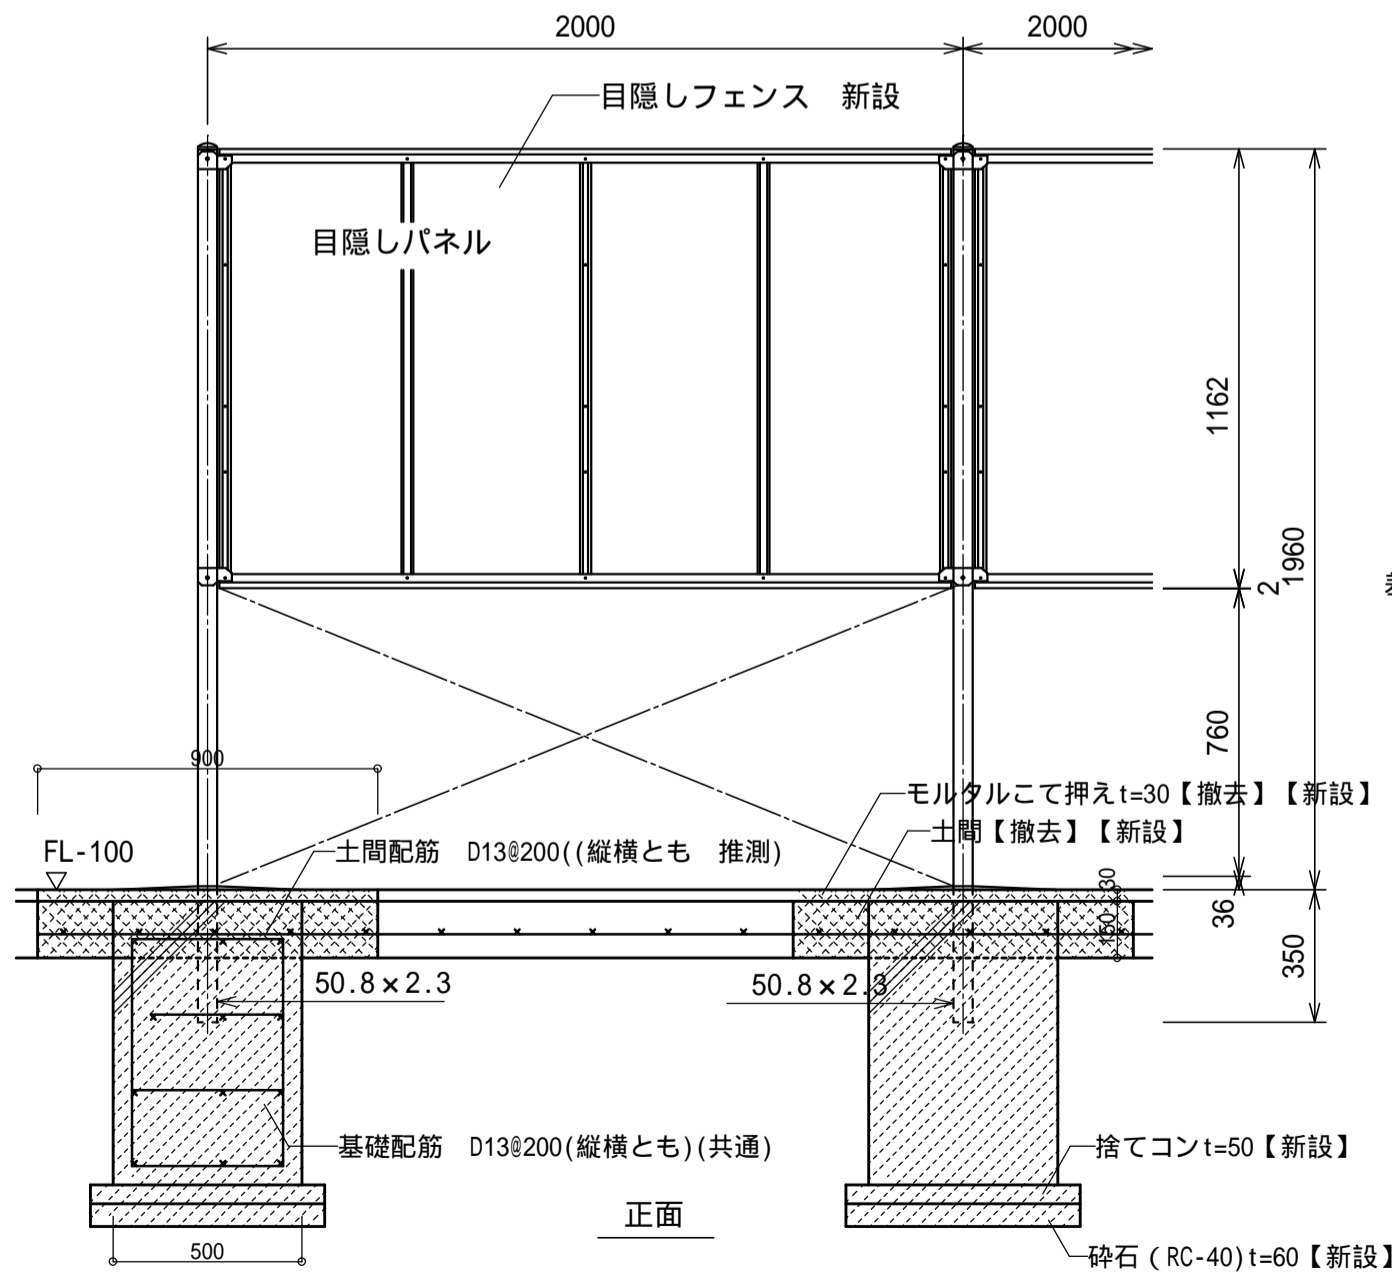 2000
2000
目隠しフェンス 新設
目隠しパネル
1162
2
1960
760
900
モルタルこて押えt=30【撤去】【新設】
土間【撤去】【新設】
FL-100
土間配筋 D13@200((縦横とも 推測)
30
36
150
350
50.8×2.3
50.8×2.3
基礎配筋 D13@200(縦横とも)(共通)
捨てコンt=50【新設】
正面
500
砕石(RC-40)t=60【新設】